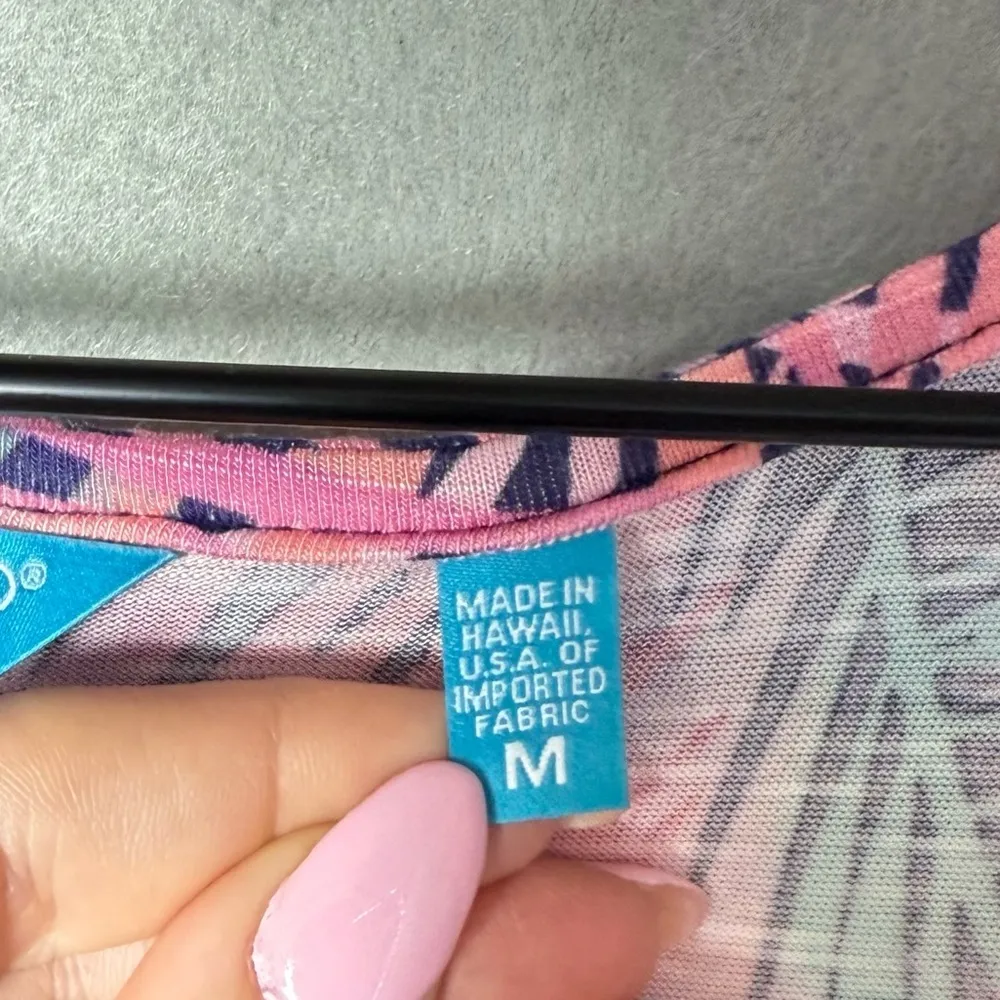 O®
MADE IN
HAWAII,
U.S.A. OF
IMPORTED
FABRIC
M